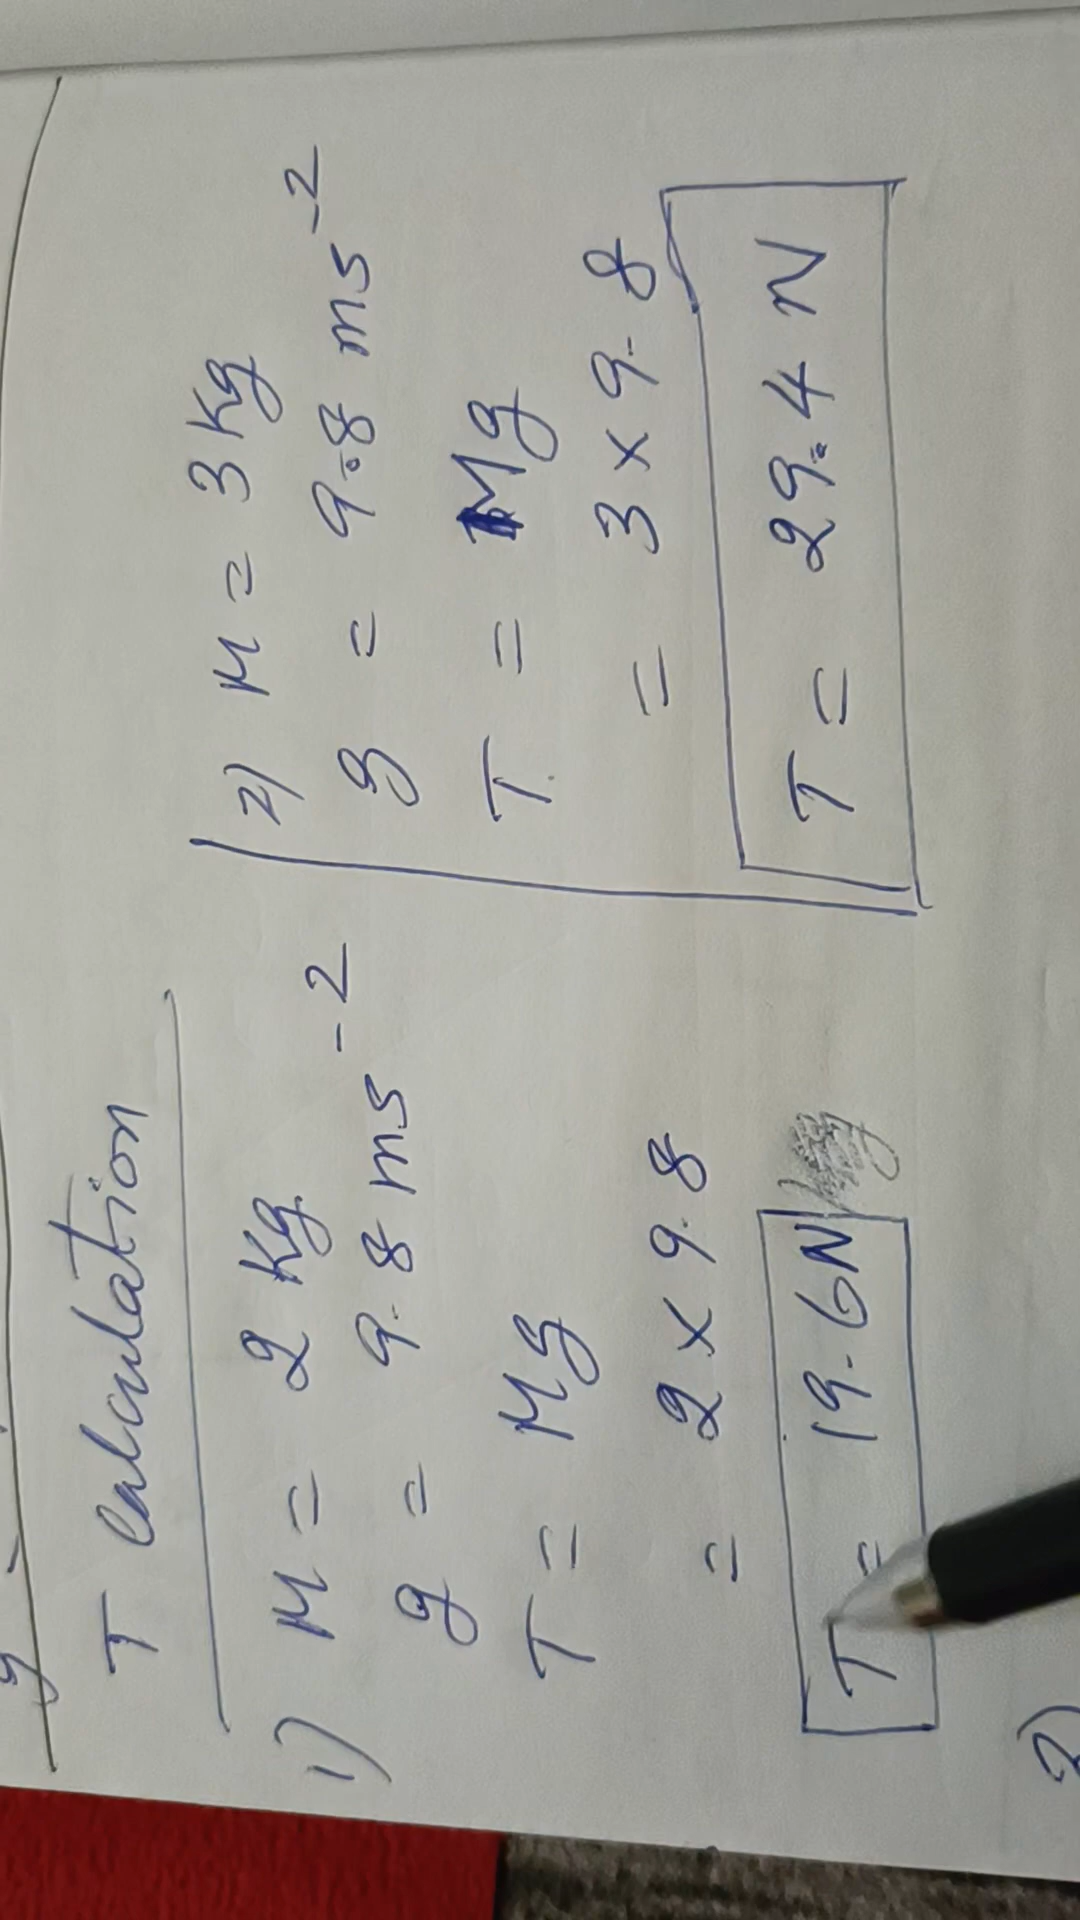 T Calculation
1) M = 2 Kg
g = 9.8 ms⁻²
T = Mg
= 2 × 9.8
T = 19.6N
2) M = 3 Kg
g = 9.8 ms⁻²
T = Mg
= 3 × 9.8
T = 29.4 N
3)